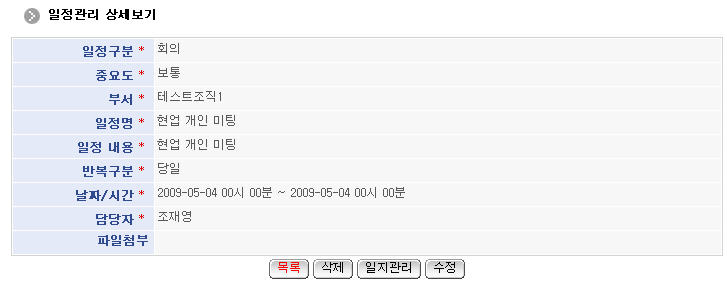 일정관리 상세보기
일정구분 * 회의
중요도 * 보통
부서 * 테스트조직1
일정명 * 현업 개인 미팅
일정 내용 * 현업 개인 미팅
반복구분 * 당일
날짜/시간 * 2009-05-04 00시 00분 ~ 2009-05-04 00시 00분
담당자 * 조재영
파일첨부
목록 삭제 일지관리 수정